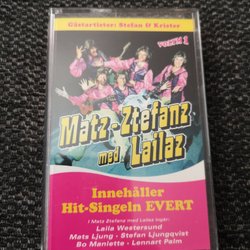 Gästartister: Stefan & Krister
VOLYM 1
Matz-Ztefanz
med Lailaz
Innehåller
Hit-Singeln EVERT
I Matz Ztefanz med Lailaz ingår:
Laila Westersund
Mats Ljung - Stefan Ljungqvist
Bo Maniette - Lennart Palm